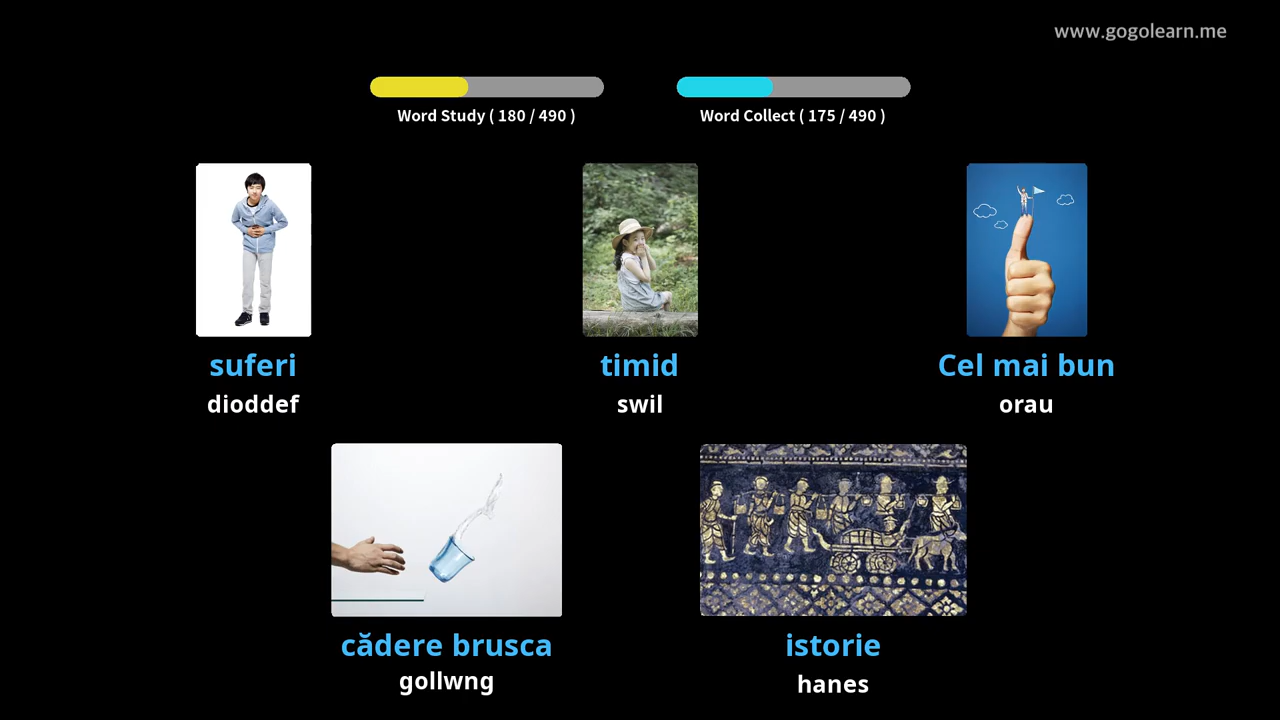 www.gogolearn.me
Word Study ( 180 / 490 )
Word Collect ( 175 / 490 )
suferi
dioddef
timid
swil
Cel mai bun
orau
cădere brusca
gollwng
istorie
hanes